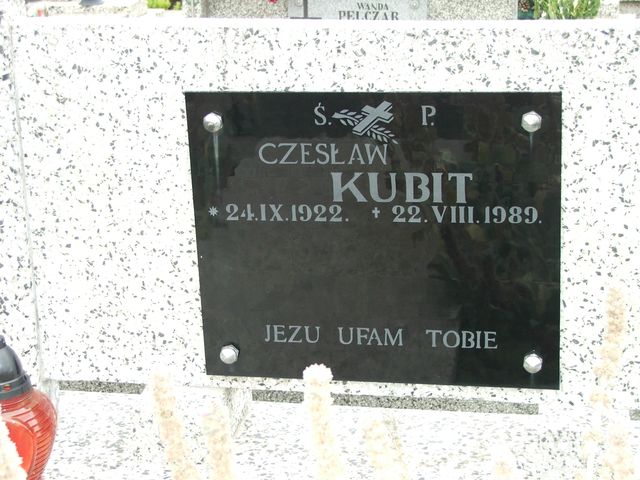 WANDA
PELCZAR
Ś. P.
CZESŁAW
KUBIT
* 24.IX.1922. ✝ 22.VIII.1989.
JEZU UFAM TOBIE